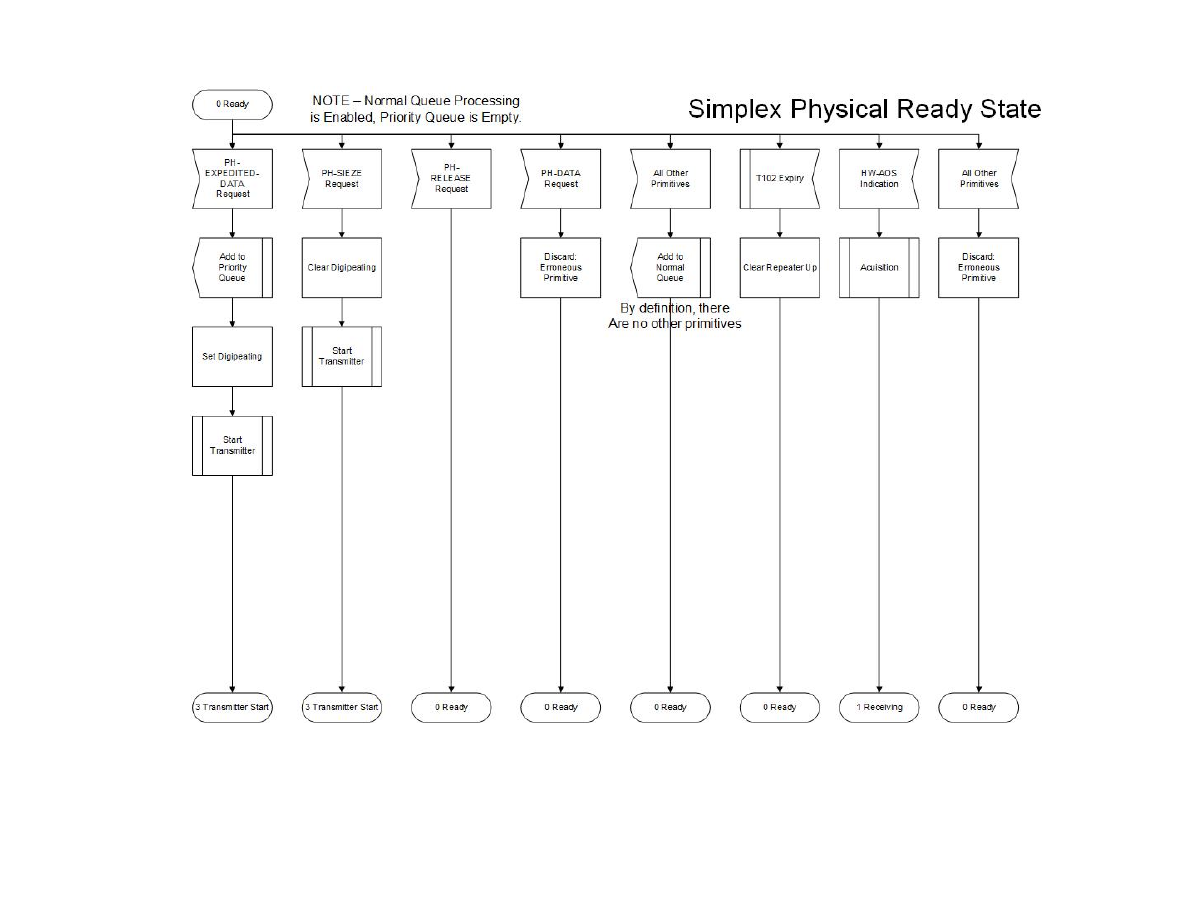 0 Ready
NOTE – Normal Queue Processing
is Enabled, Priority Queue is Empty.
Simplex Physical Ready State
PH-
EXPEDITED-
DATA
Request
PH-SIEZE
Request
PH-
RELEASE
Request
PH-DATA
Request
All Other
Primitives
T102 Expiry
HW-AOS
Indication
All Other
Primitives
Add to
Priority
Queue
Clear Digipeating
Discard:
Erroneous
Primitive
Add to
Normal
Queue
Clear Repeater Up
Acuisition
Discard:
Erroneous
Primitive
By definition, there
Are no other primitives
Set Digipeating
Start
Transmitter
Start
Transmitter
3 Transmitter Start
3 Transmitter Start
0 Ready
0 Ready
0 Ready
0 Ready
1 Receiving
0 Ready